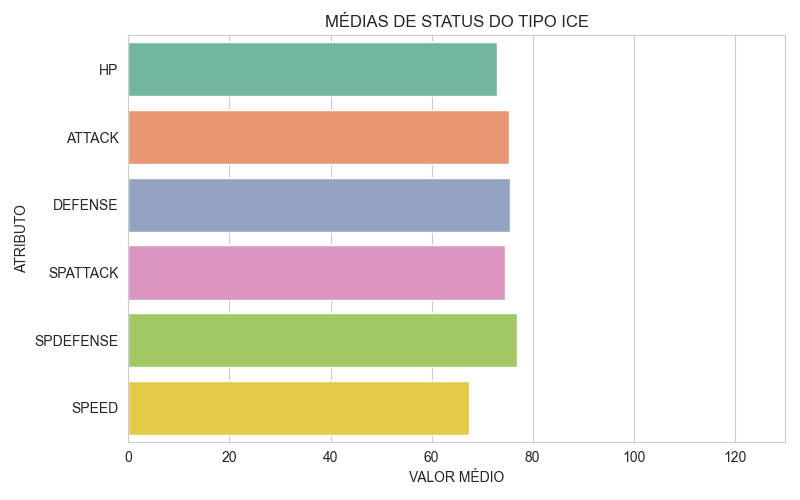 MÉDIAS DE STATUS DO TIPO ICE
HP
ATTACK
DEFENSE
SPATTACK
SPDEFENSE
SPEED
ATRIBUTO
0 20 40 60 80 100 120
VALOR MÉDIO